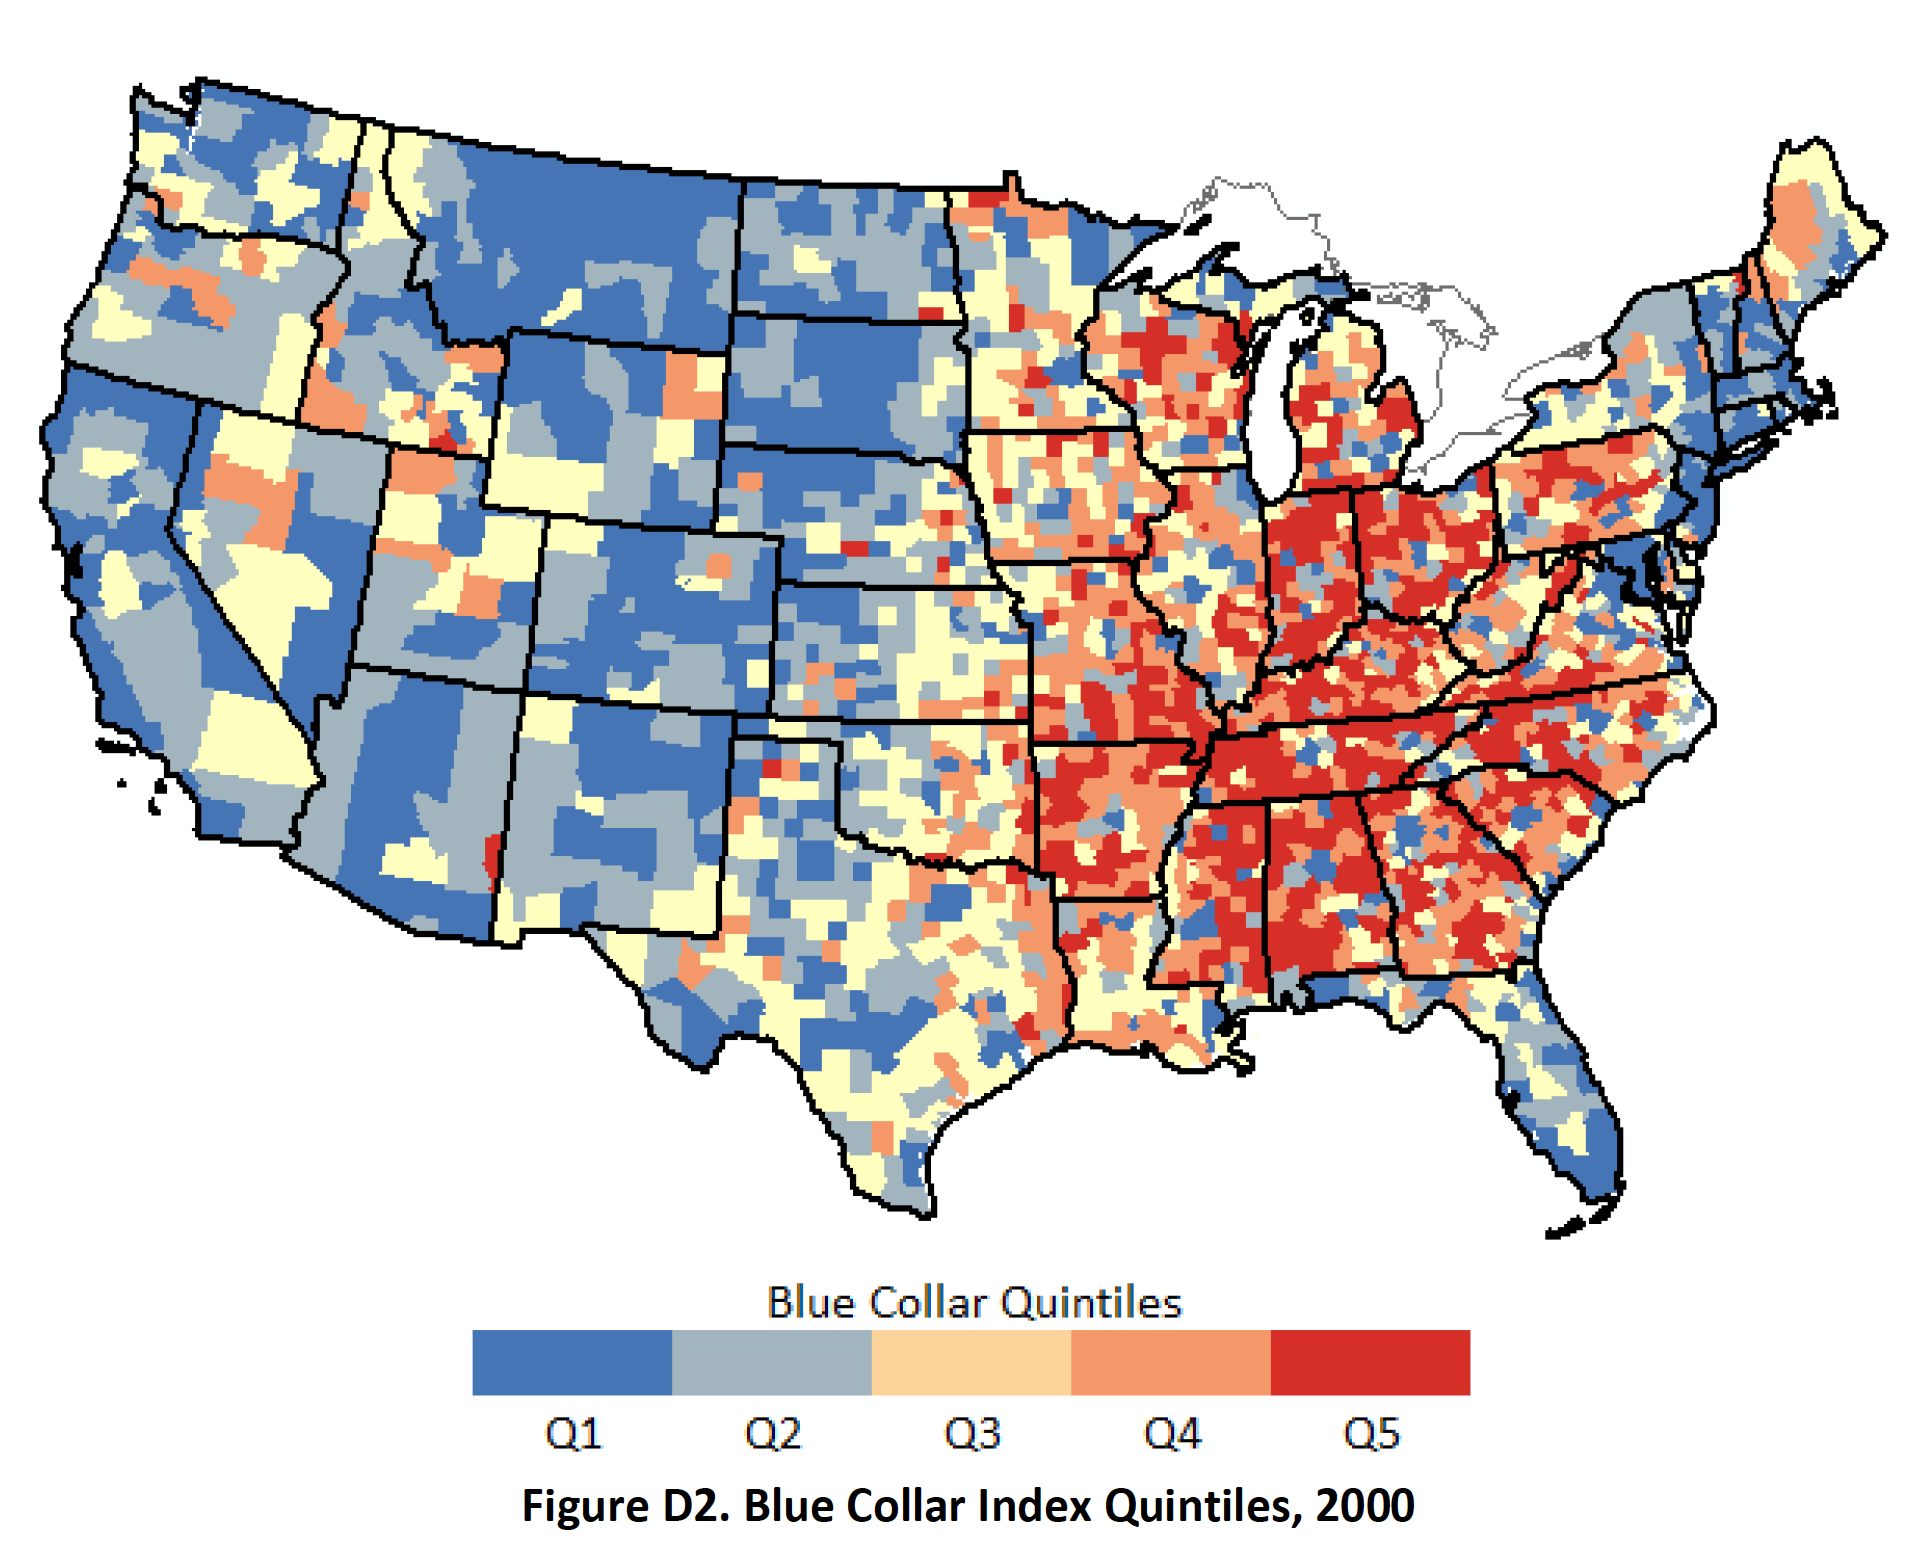 Blue Collar Quintiles
Q1 Q2 Q3 Q4 Q5
Figure D2. Blue Collar Index Quintiles, 2000